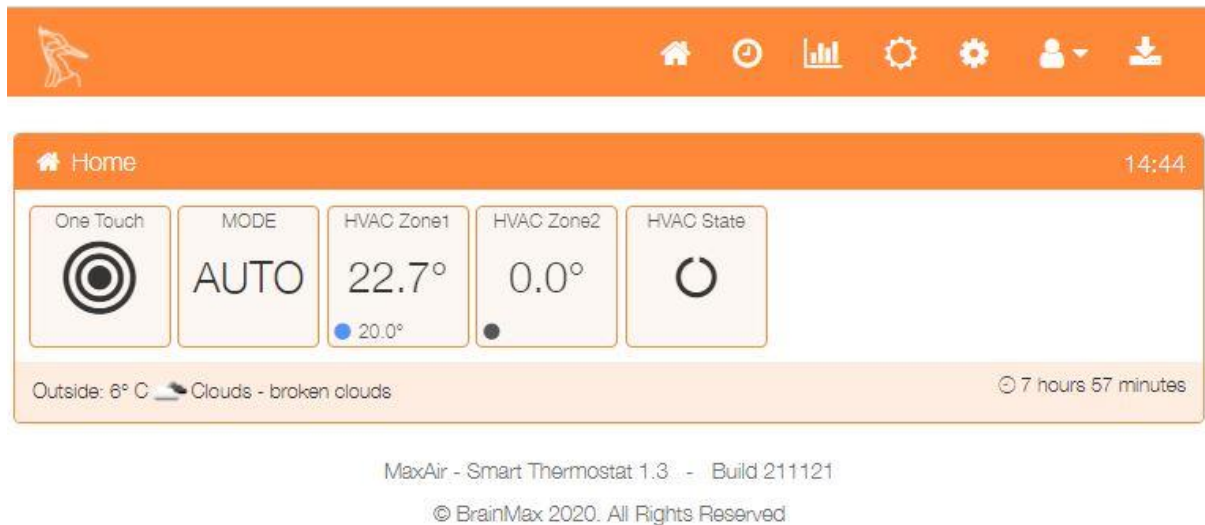 Home 14:44
One Touch MODE HVAC Zone1 HVAC Zone2 HVAC State
AUTO 22.7° 0.0°
20.0°
Outside: 6° C Clouds - broken clouds 7 hours 57 minutes
MaxAir - Smart Thermostat 1.3 - Build 211121
© BrainMax 2020. All Rights Reserved